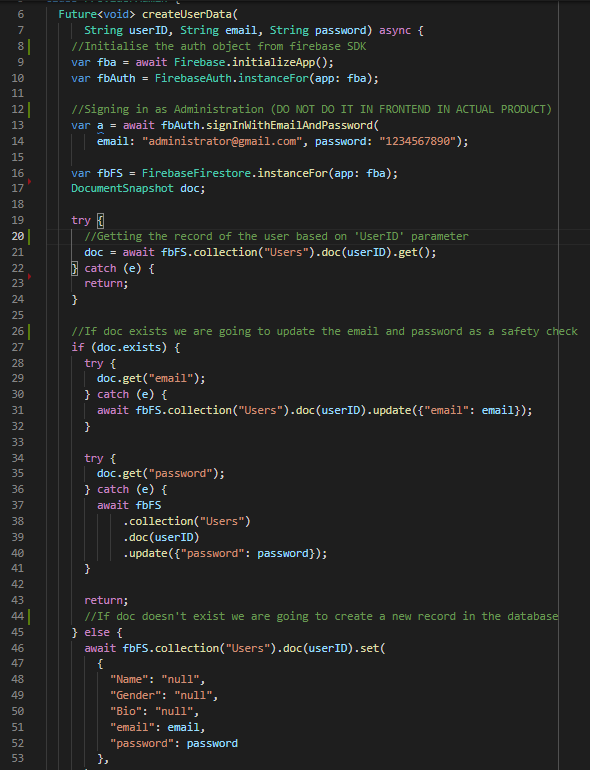 6 Future<void> createUserData(
7 String userID, String email, String password) async {
8 //Initialise the auth object from firebase SDK
9 var fba = await Firebase.initializeApp();
10 var fbAuth = FirebaseAuth.instanceFor(app: fba);
11
12 //Signing in as Administration (DO NOT DO IT IN FRONTEND IN ACTUAL PRODUCT)
13 var a = await fbAuth.signInWithEmailAndPassword(
14 email: "administrator@gmail.com", password: "1234567890");
15
16 var fbFS = FirebaseFirestore.instanceFor(app: fba);
17 DocumentSnapshot doc;
18
19 try {
20 //Getting the record of the user based on 'UserID' parameter
21 doc = await fbFS.collection("Users").doc(userID).get();
22 } catch (e) {
23 return;
24 }
25
26 //If doc exists we are going to update the email and password as a safety check
27 if (doc.exists) {
28 try {
29 doc.get("email");
30 } catch (e) {
31 await fbFS.collection("Users").doc(userID).update({"email": email});
32 }
33
34 try {
35 doc.get("password");
36 } catch (e) {
37 await fbFS
38 .collection("Users")
39 .doc(userID)
40 .update({"password": password});
41 }
42
43 return;
44 //If doc doesn't exist we are going to create a new record in the database
45 } else {
46 await fbFS.collection("Users").doc(userID).set(
47 {
48 "Name": "null",
49 "Gender": "null",
50 "Bio": "null",
51 "email": email,
52 "password": password
53 },